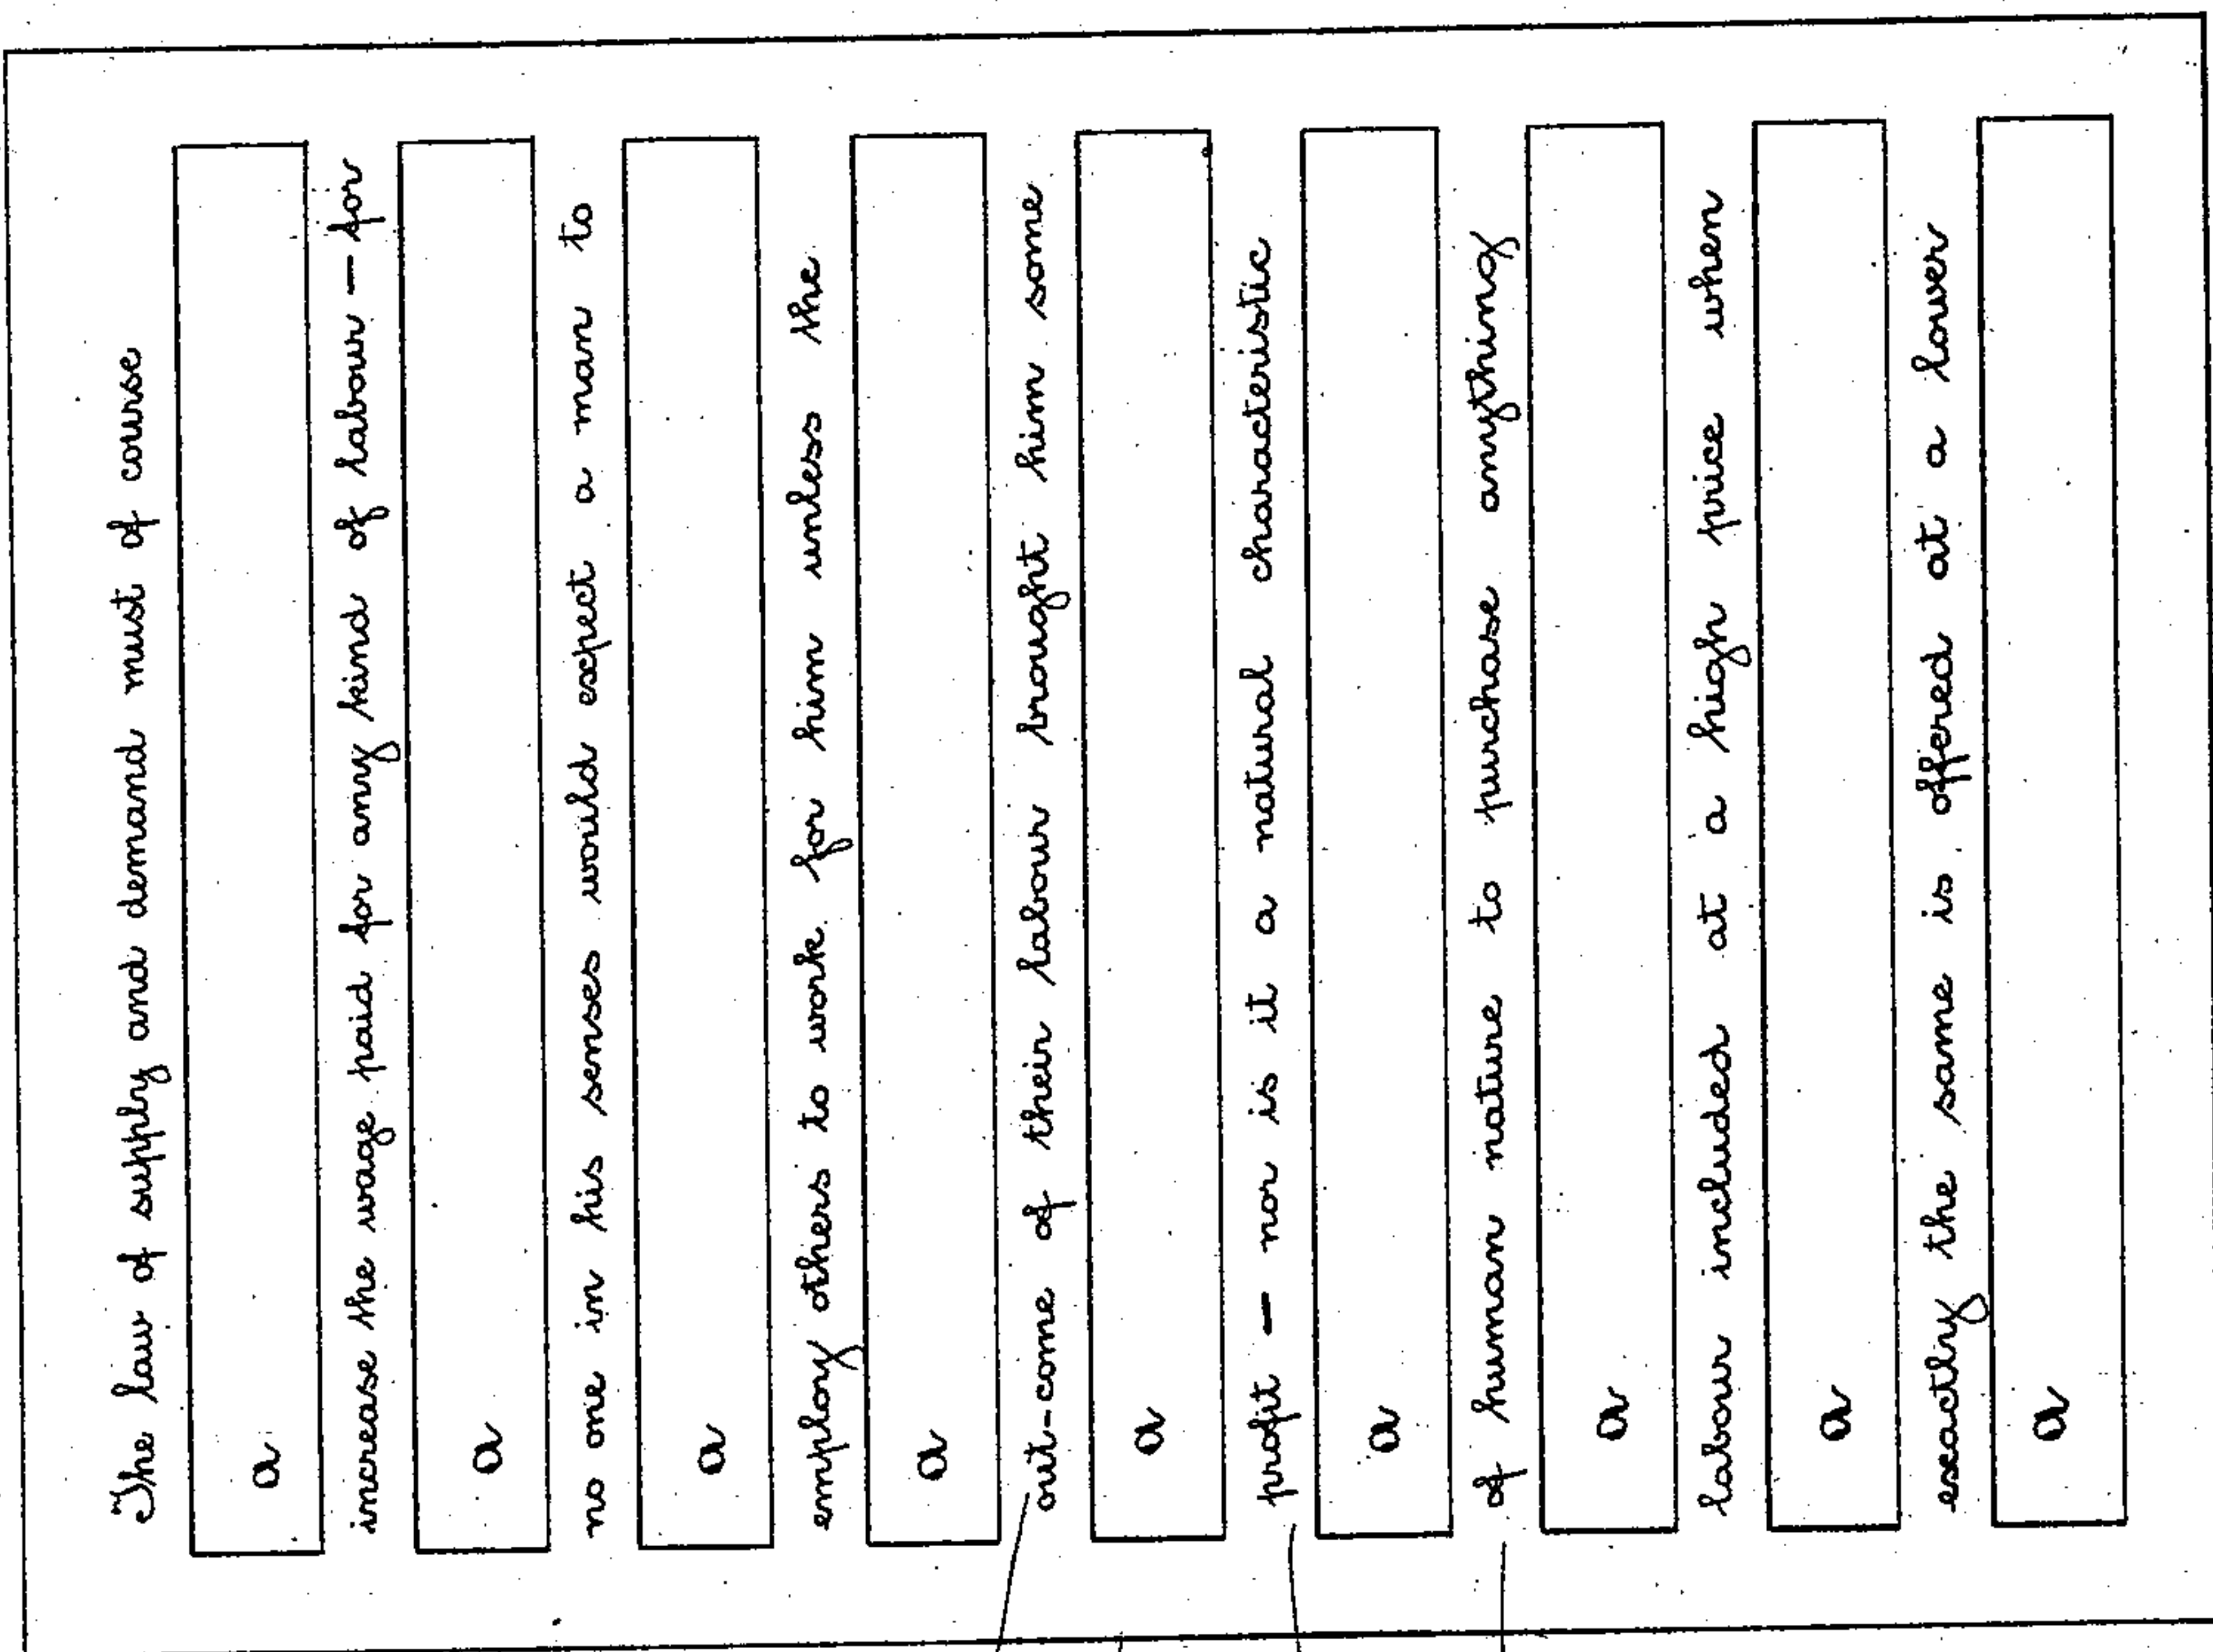 The law of supply and demand must of course
a
increase the wage paid for any kind of labour — for
a
no one in his senses would expect a man to
a
employ others to work for him unless the
a
out-come of their labour brought him some
a
profit — nor is it a natural characteristic
a
of human nature to purchase anything
a
labour included at a high price when
a
exactly the same is offered at a lower
a